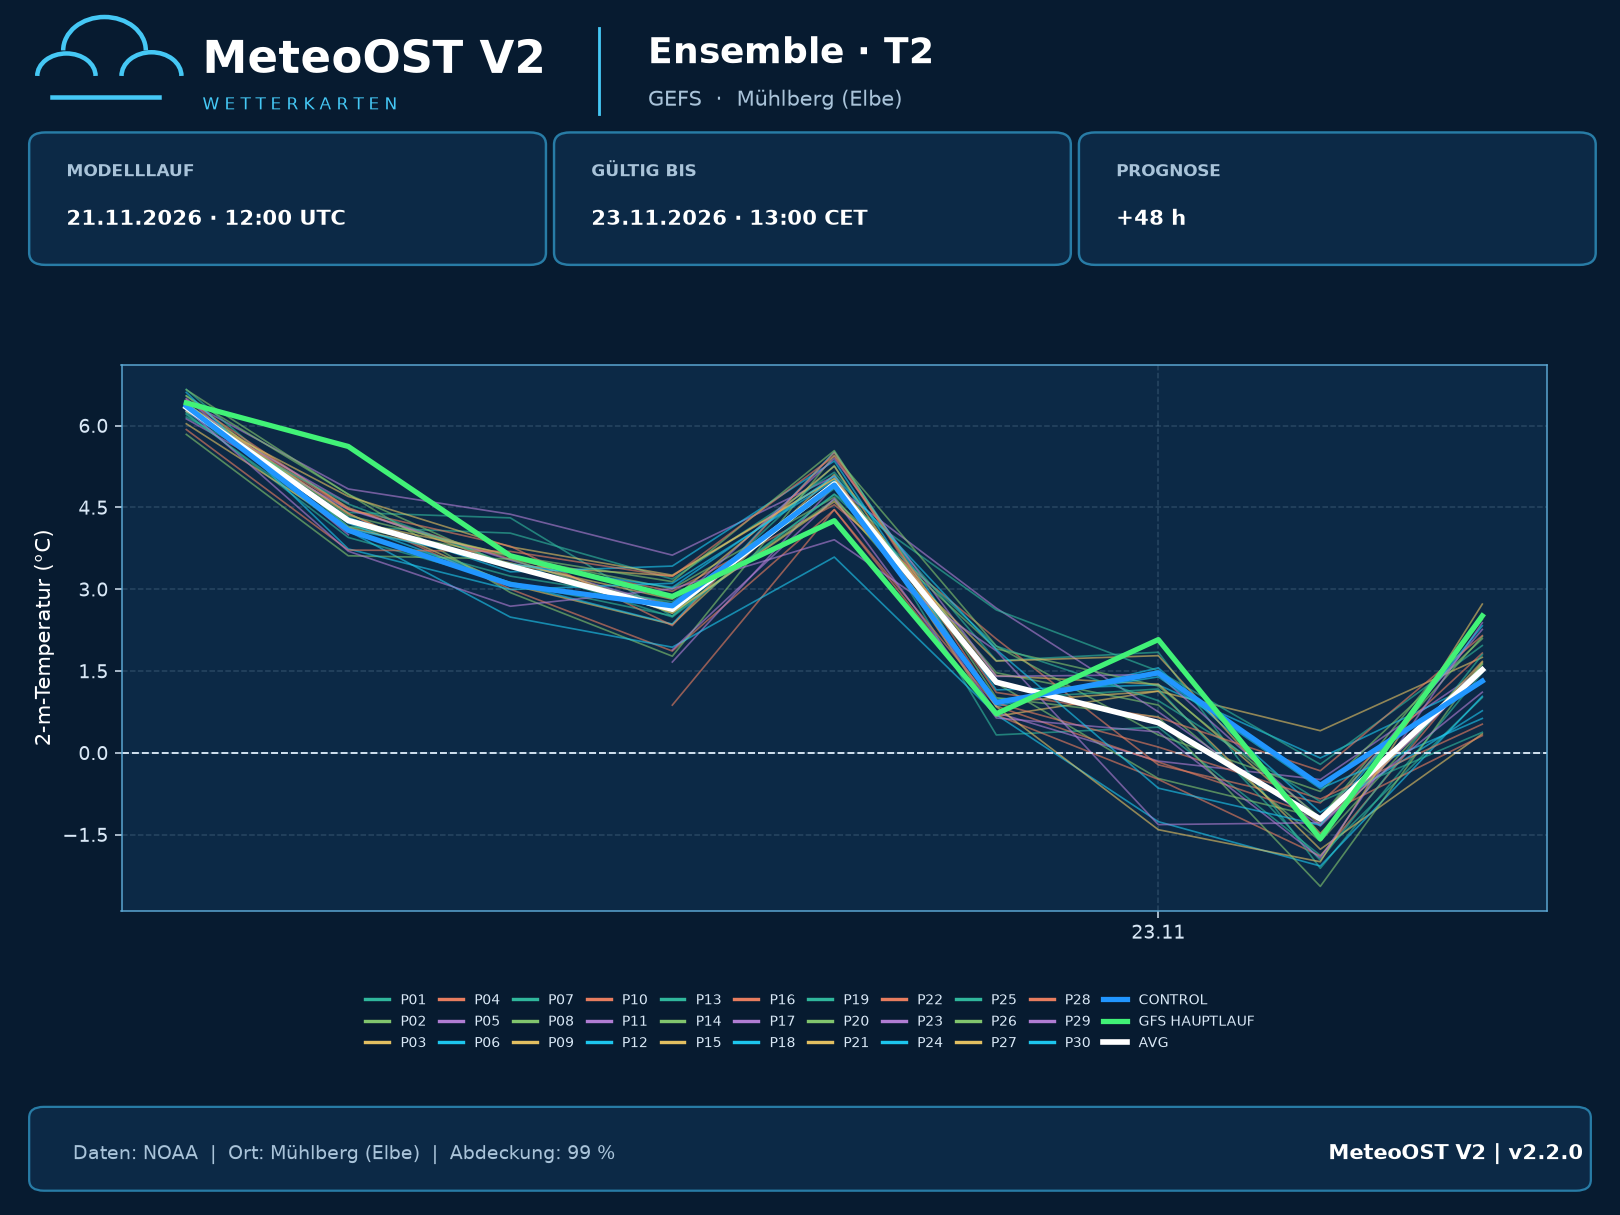 MeteoOST V2
WETTERKARTEN
Ensemble · T2
GEFS · Mühlberg (Elbe)
MODELLLAUF
21.11.2026 · 12:00 UTC
GÜLTIG BIS
23.11.2026 · 13:00 CET
PROGNOSE
+48 h
2-m-Temperatur (°C)
6.0
4.5
3.0
1.5
0.0
−1.5
23.11
P01 P04 P07 P10 P13 P16 P19 P22 P25 P28 CONTROL
P02 P05 P08 P11 P14 P17 P20 P23 P26 P29 GFS HAUPTLAUF
P03 P06 P09 P12 P15 P18 P21 P24 P27 P30 AVG
Daten: NOAA | Ort: Mühlberg (Elbe) | Abdeckung: 99 %
MeteoOST V2 | v2.2.0